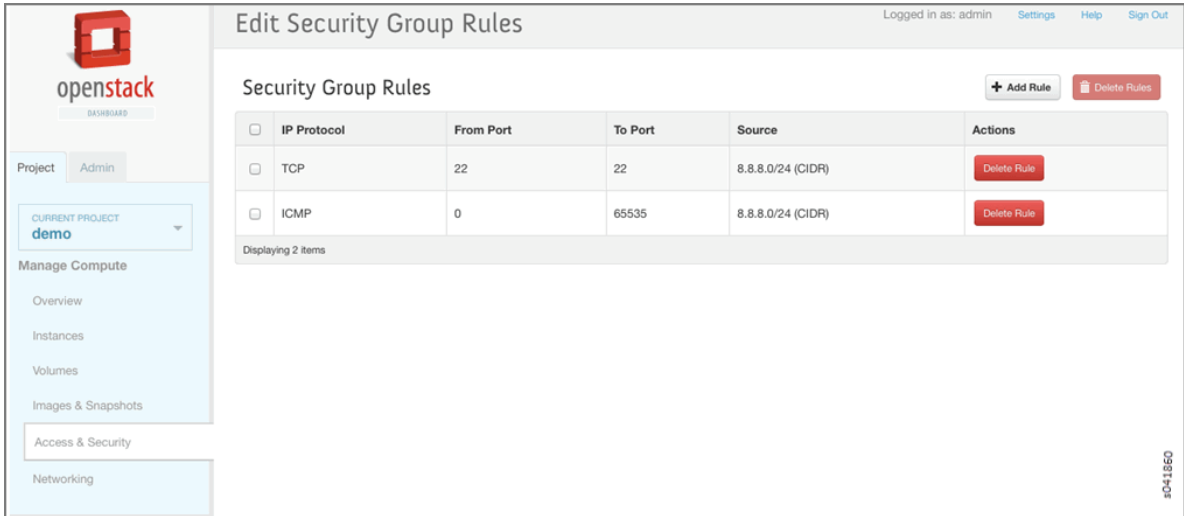 Edit Security Group Rules
Logged in as: admin Settings Help Sign Out
openstack
DASHBOARD
Project Admin
CURRENT PROJECT
demo
Manage Compute
Overview
Instances
Volumes
Images & Snapshots
Access & Security
Networking
Security Group Rules
+ Add Rule Delete Rules
IP Protocol From Port To Port Source Actions
TCP 22 22 8.8.8.0/24 (CIDR) Delete Rule
ICMP 0 65535 8.8.8.0/24 (CIDR) Delete Rule
Displaying 2 items
s041860